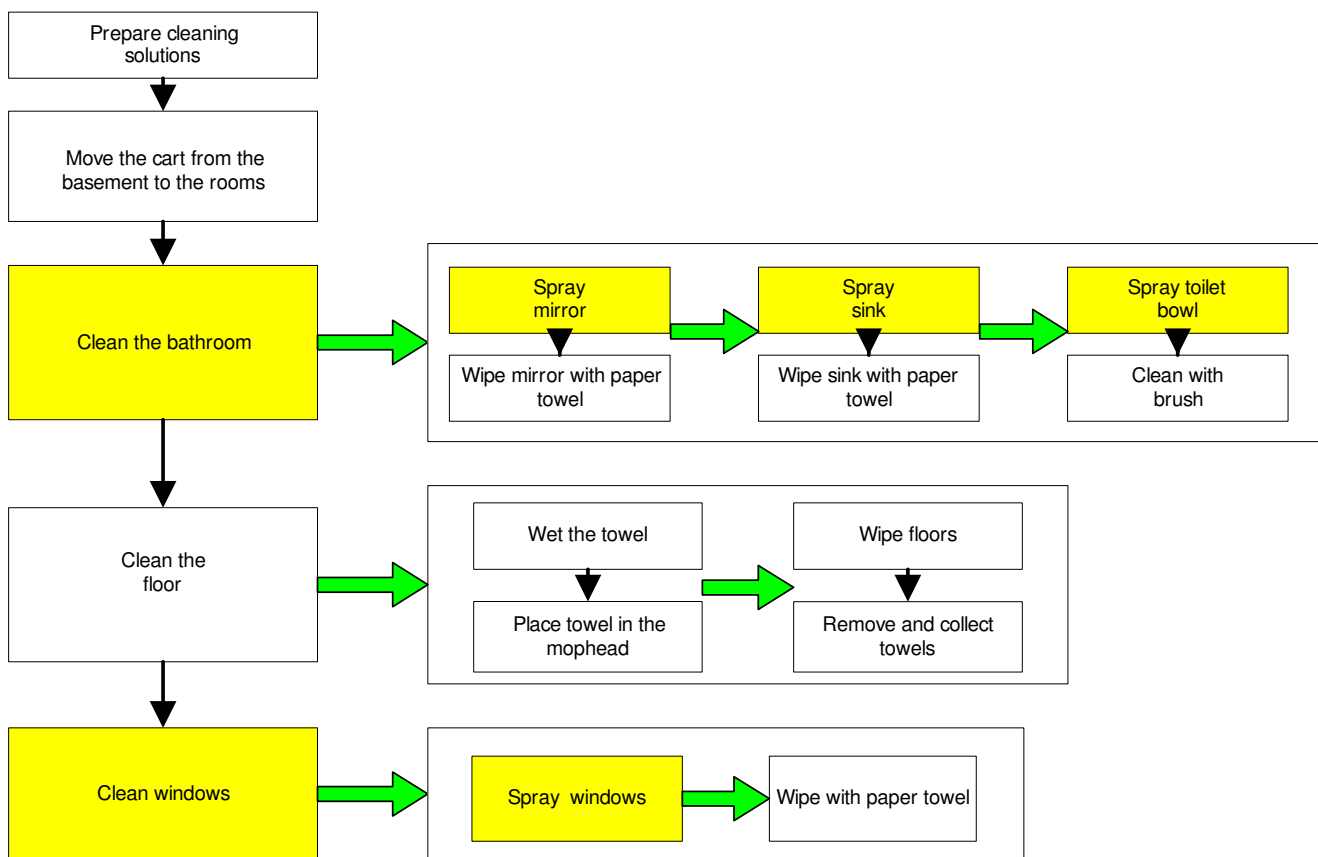 Prepare cleaning
solutions
Move the cart from the
basement to the rooms
Clean the bathroom
Spray
mirror
Wipe mirror with paper
towel
Spray
sink
Wipe sink with paper
towel
Spray toilet
bowl
Clean with
brush
Clean the
floor
Wet the towel
Place towel in the
mophead
Wipe floors
Remove and collect
towels
Clean windows
Spray windows
Wipe with paper towel